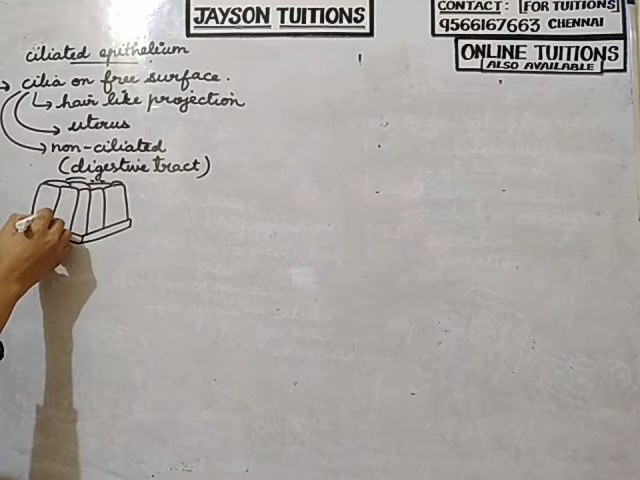 JAYSON TUITIONS
CONTACT: FOR TUITIONS
9566167663 CHENNAI
ONLINE TUITIONS
ALSO AVAILABLE
ciliated epithelium
cilia on free surface.
hair like projection
uterus
non-ciliated
(digestive tract)